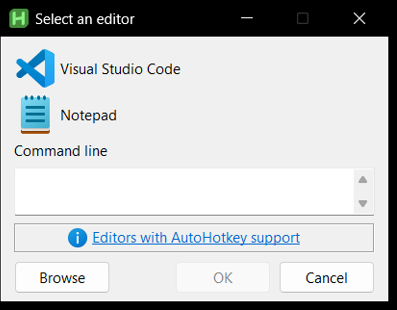 Select an editor
Visual Studio Code
Notepad
Command line
Editors with AutoHotkey support
Browse
OK
Cancel